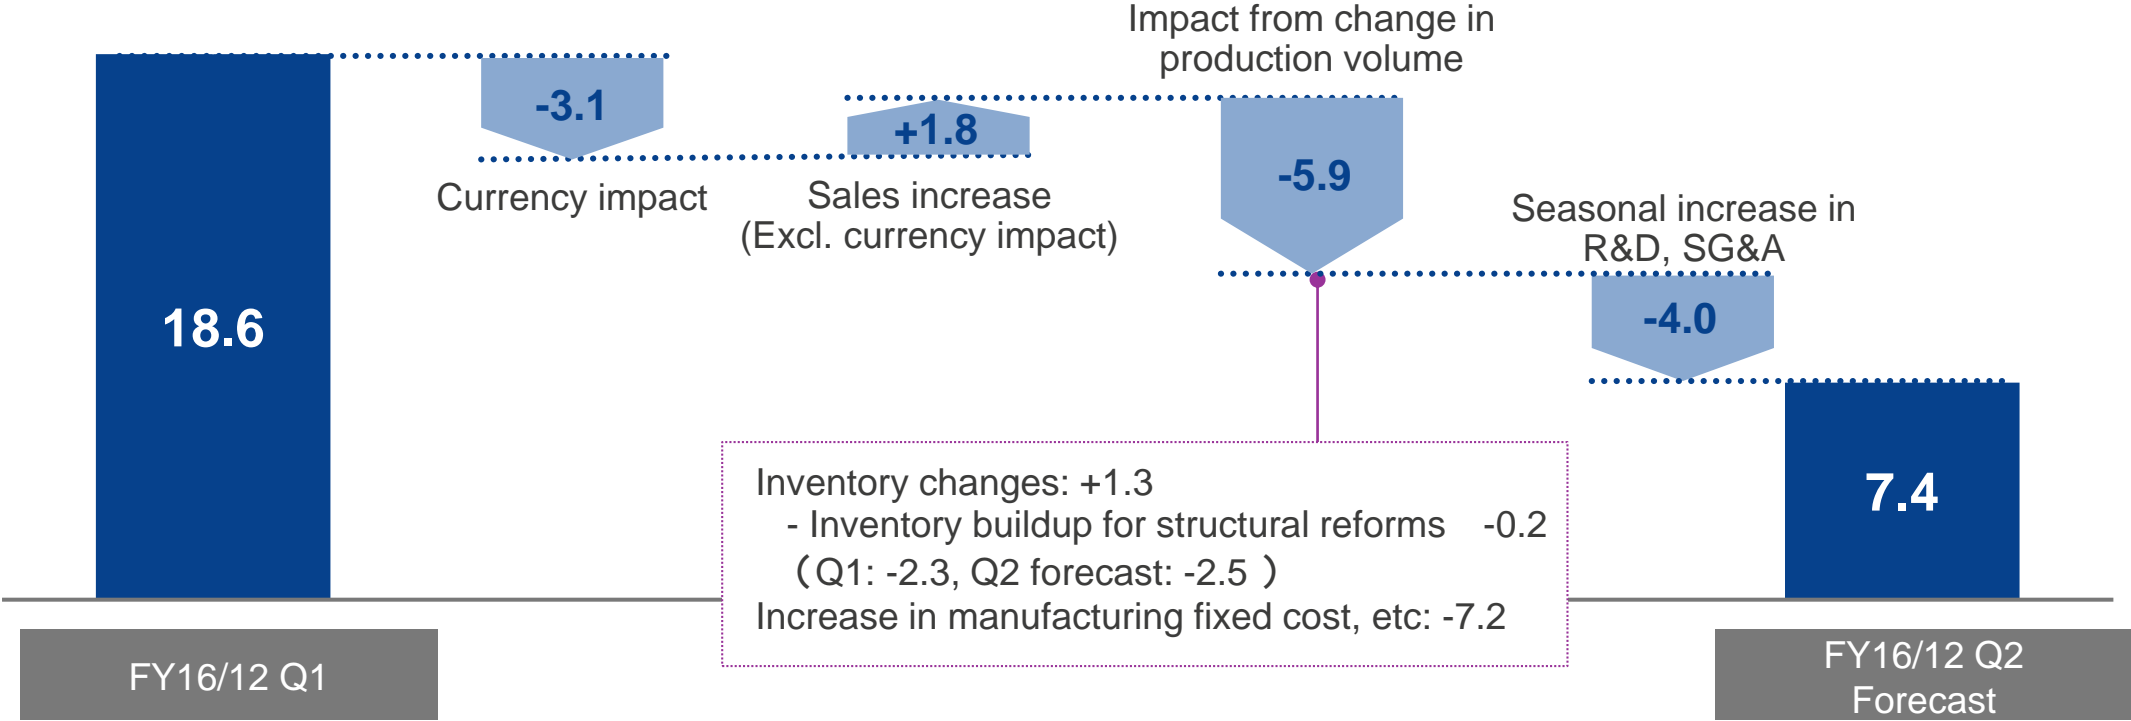 Impact from change in
production volume
-3.1
+1.8
-5.9
Currency impact
Sales increase
(Excl. currency impact)
Seasonal increase in
R&D, SG&A
-4.0
18.6
7.4
Inventory changes: +1.3
- Inventory buildup for structural reforms -0.2
（Q1: -2.3, Q2 forecast: -2.5 ）
Increase in manufacturing fixed cost, etc: -7.2
FY16/12 Q1
FY16/12 Q2
Forecast